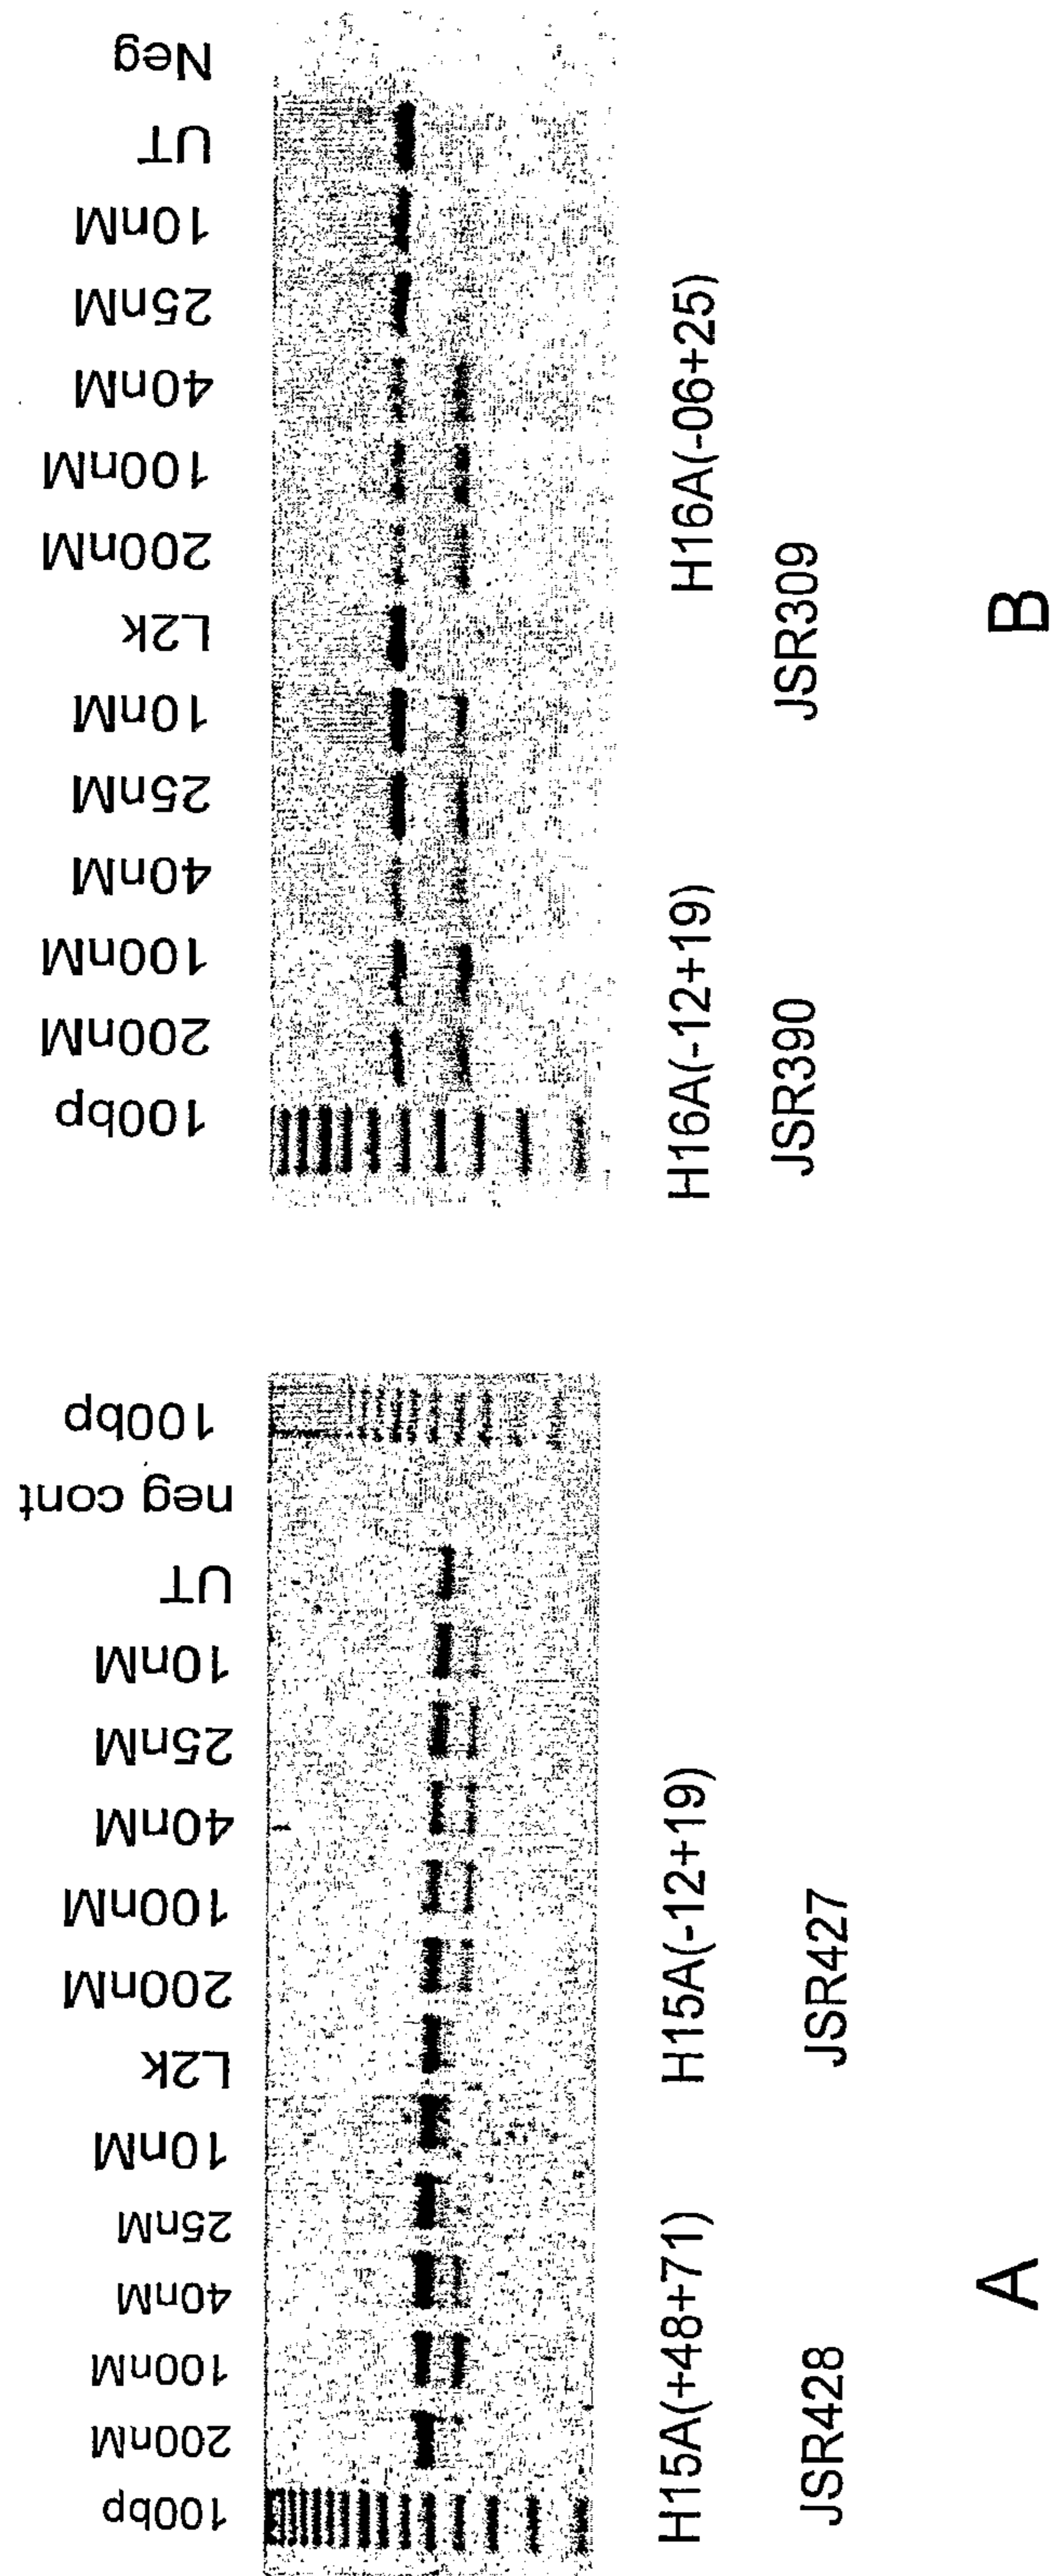 100bp
200nM
100nM
40nM
25nM
10nM
L2k
200nM
100nM
40nM
25nM
10nM
UT
neg cont
100bp
H15A(+48+71)
H15A(-12+19)
JSR428
JSR427
A
100bp
200nM
100nM
40nM
25nM
10nM
L2k
200nM
100nM
40nM
25nM
10nM
UT
Neg
H16A(-12+19)
H16A(-06+25)
JSR390
JSR309
B